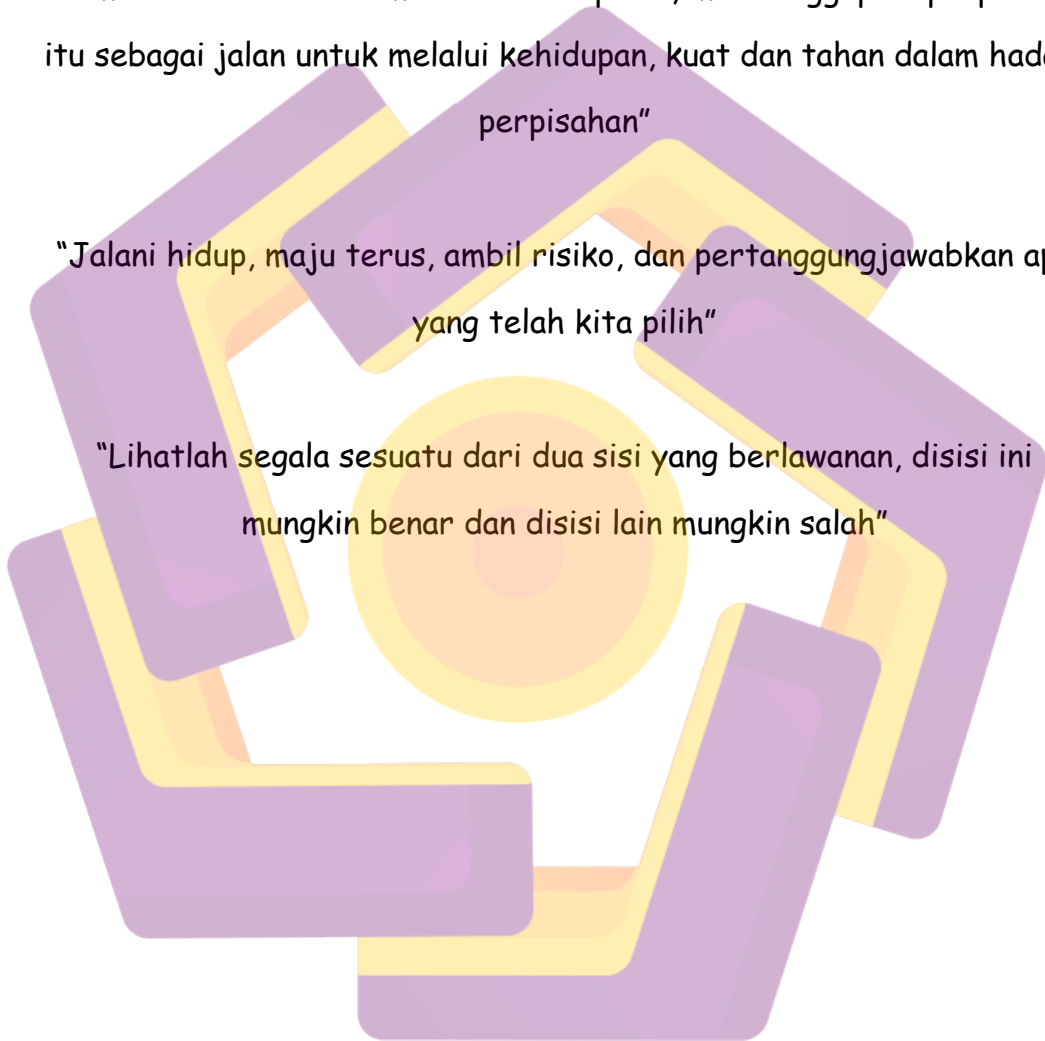 itu sebagai jalan untuk melalui kehidupan, kuat dan tahan dalam
perpisahan”
“Jalani hidup, maju terus, ambil risiko, dan pertanggungjawabkan
yang telah kita pilih”
“Lihatlah segala sesuatu dari dua sisi yang berlawanan, disisi ini
mungkin benar dan disisi lain mungkin salah”